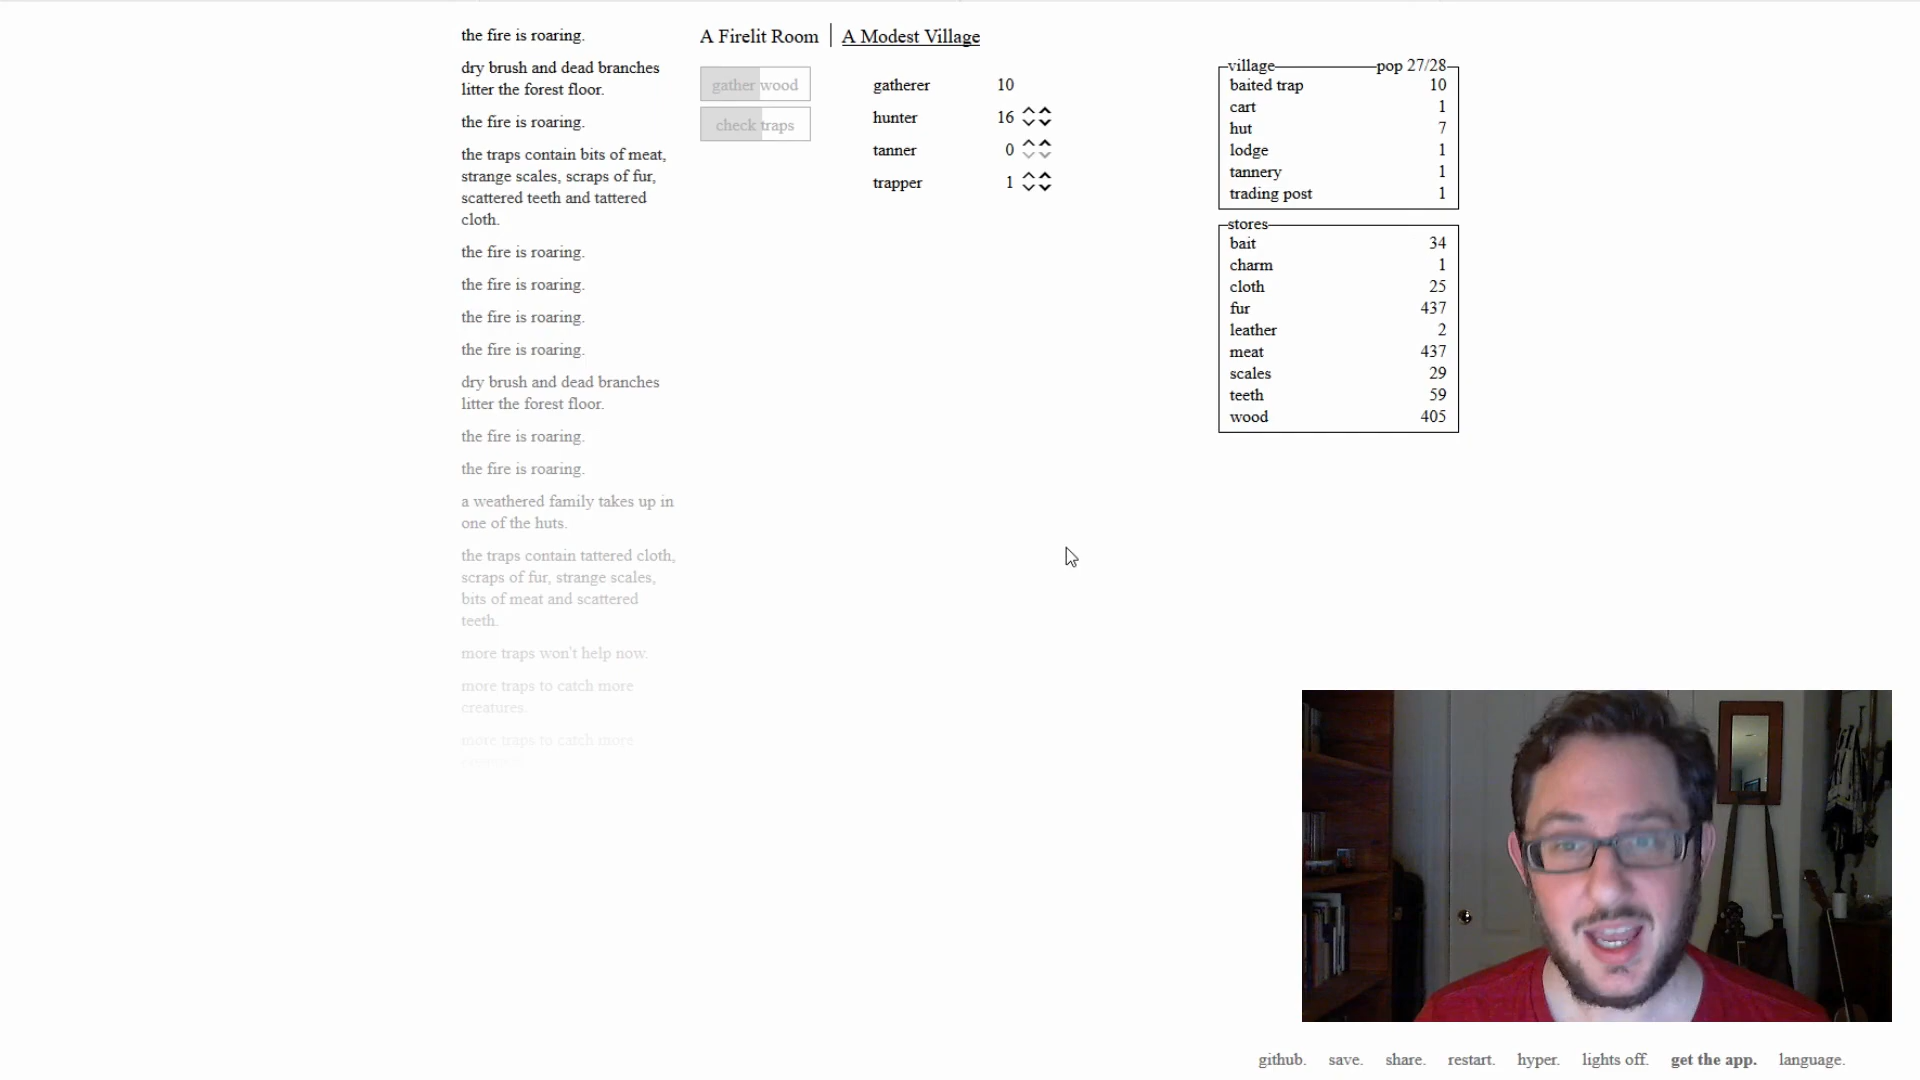 the fire is roaring.
dry brush and dead branches
litter the forest floor.
the fire is roaring.
the traps contain bits of meat,
strange scales, scraps of fur,
scattered teeth and tattered
cloth.
the fire is roaring.
the fire is roaring.
the fire is roaring.
the fire is roaring.
dry brush and dead branches
litter the forest floor.
the fire is roaring.
the fire is roaring.
a weathered family takes up in
one of the huts.
the traps contain tattered cloth,
scraps of fur, strange scales,
bits of meat and scattered
teeth.
more traps won't help now.
more traps to catch more
creatures.
more traps to catch more
creatures.
A Firelit Room | A Modest Village
gather wood
check traps
gatherer 10
hunter 16
tanner 0
trapper 1
village pop 27/28
baited trap 10
cart 1
hut 7
lodge 1
tannery 1
trading post 1
stores
bait 34
charm 1
cloth 25
fur 437
leather 2
meat 437
scales 29
teeth 59
wood 405
github. save. share. restart. hyper. lights off. get the app. language.